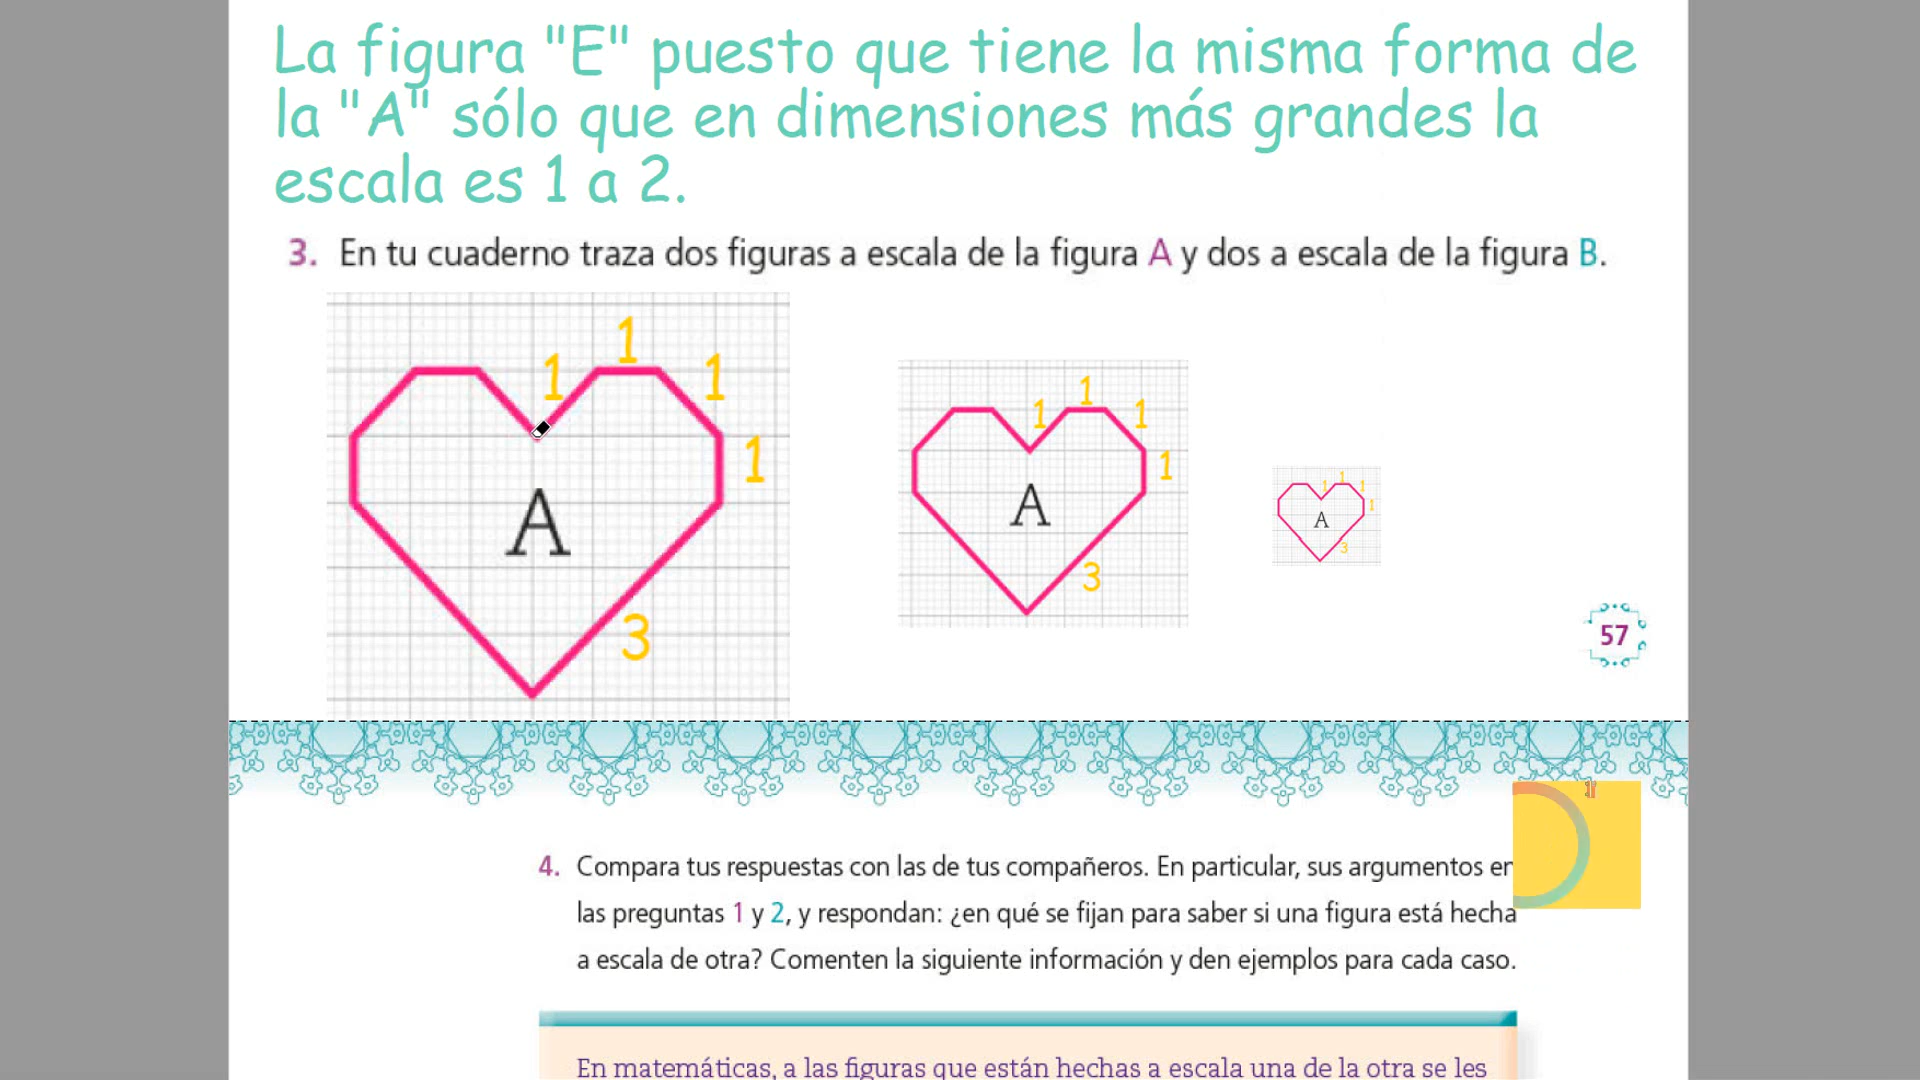 La figura "E" puesto que tiene la misma forma de
la "A" sólo que en dimensiones más grandes la
escala es 1 a 2.
3. En tu cuaderno traza dos figuras a escala de la figura A y dos a escala de la figura B.
1
1
1
1
A
3
1
1
1
1
A
3
1
1
1
1
A
3
57
4. Compara tus respuestas con las de tus compañeros. En particular, sus argumentos en
las preguntas 1 y 2, y respondan: ¿en qué se fijan para saber si una figura está hecha
a escala de otra? Comenten la siguiente información y den ejemplos para cada caso.
En matemáticas, a las figuras que están hechas a escala una de la otra se les